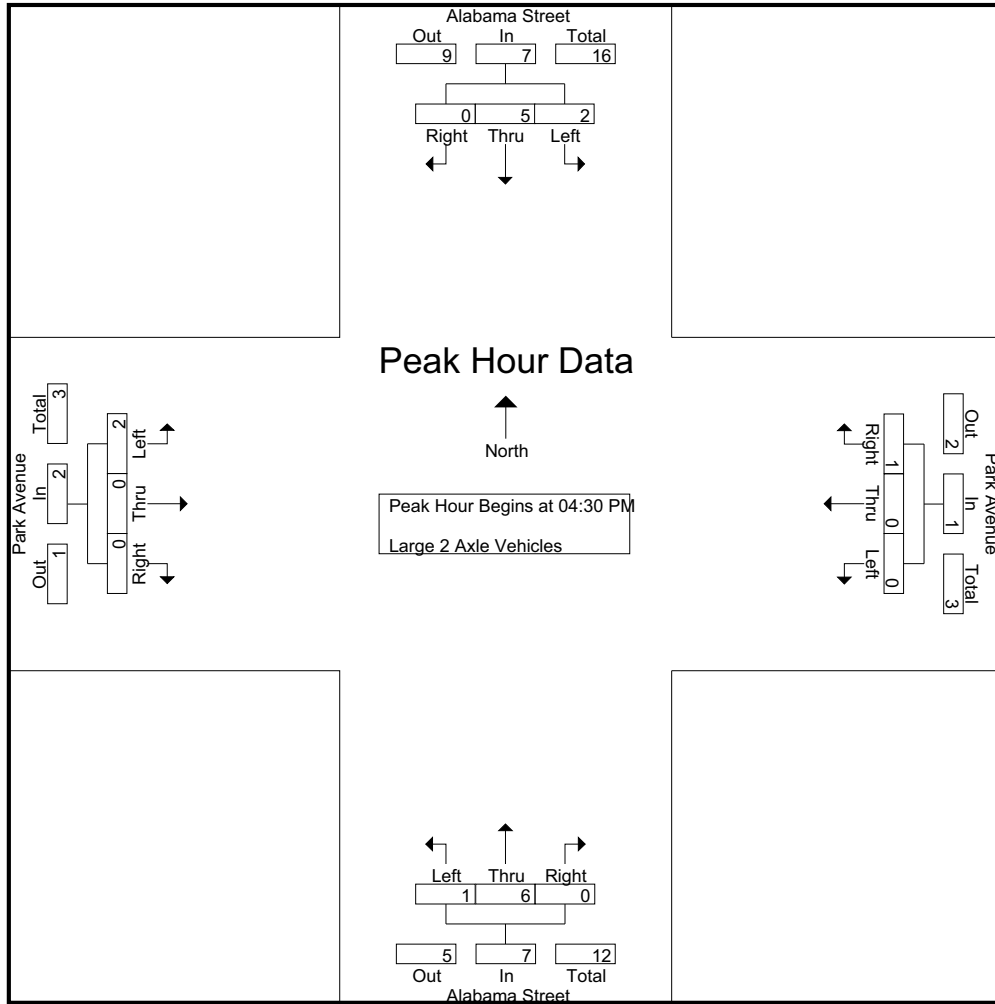 Alabama Street
Out In Total
9 7 16
0 5 2
Right Thru Left
Peak Hour Data
North
Peak Hour Begins at 04:30 PM
Large 2 Axle Vehicles
Park Avenue
Out In Total
1 2 3
0 0 2
Right Thru Left
Park Avenue
Out In Total
2 1 3
1 0 0
Right Thru Left
Left Thru Right
1 6 0
5 7 12
Out In Total
Alabama Street